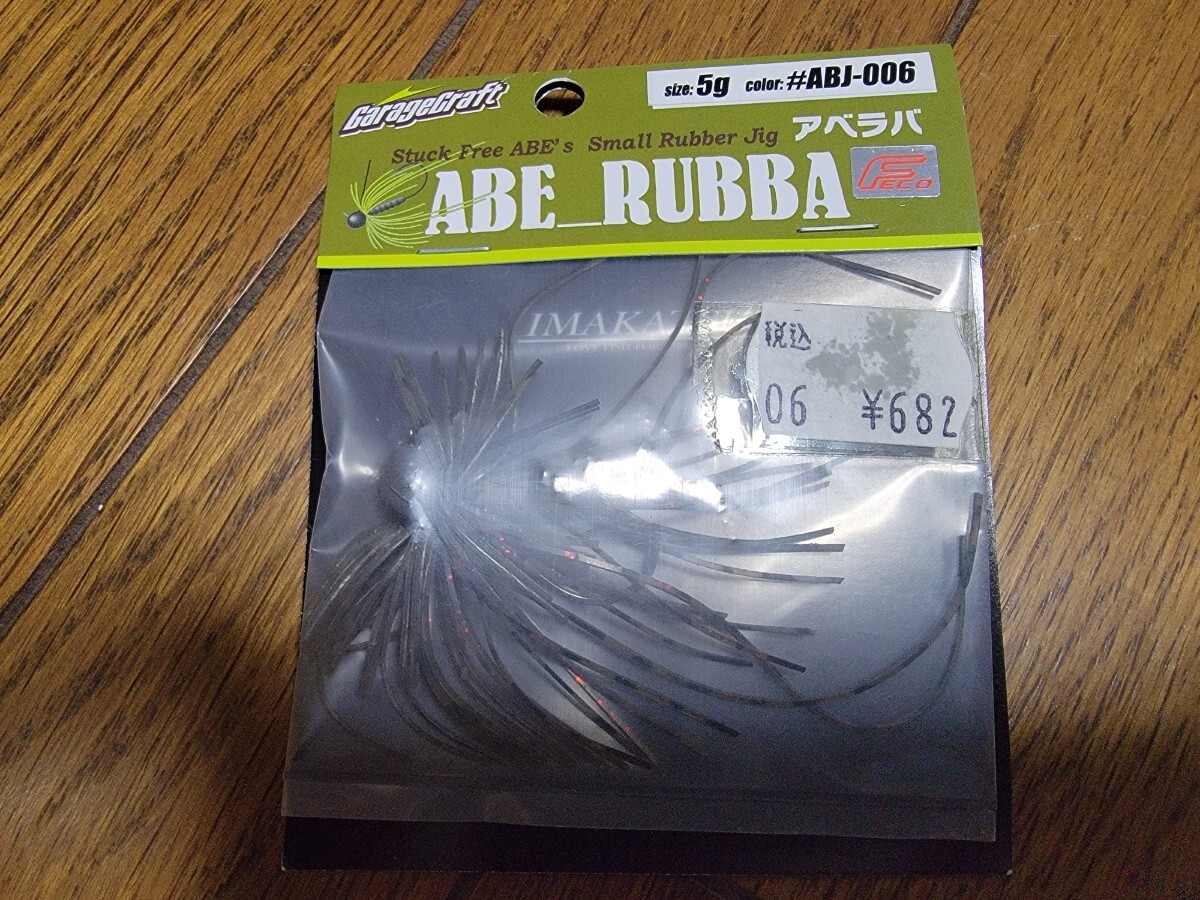 GarageCraft
size: 5g color: #ABJ-006
Stuck Free ABE's Small Rubber Jig アベラバ
ABE_RUBBA
FECO
IMAKA
税込
06 ¥682